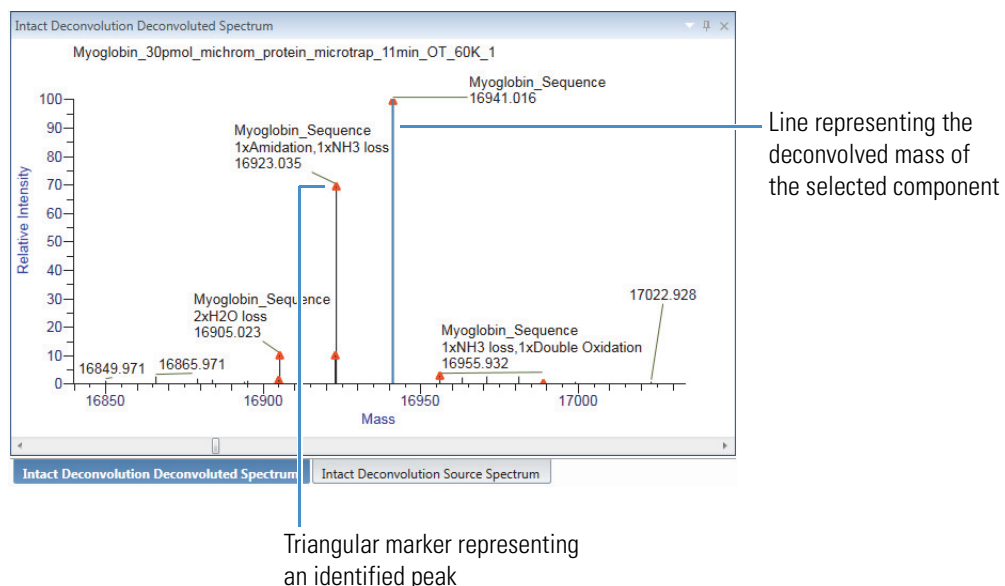 Intact Deconvolution Deconvoluted Spectrum
Myoglobin_30pmol_michrom_protein_microtrap_11min_OT_60K_1
Myoglobin_Sequence
16941.016
Myoglobin_Sequence
1xAmidation,1xNH3 loss
16923.035
Line representing the
deconvolved mass of
the selected component
Relative Intensity
100
90
80
70
60
50
40
30
20
10
0
Myoglobin_Sequence
2xH2O loss
16905.023
17022.928
Myoglobin_Sequence
1xNH3 loss,1xDouble Oxidation
16955.932
16849.971
16865.971
16850
16900
16950
17000
Mass
Intact Deconvolution Deconvoluted Spectrum
Intact Deconvolution Source Spectrum
Triangular marker representing
an identified peak